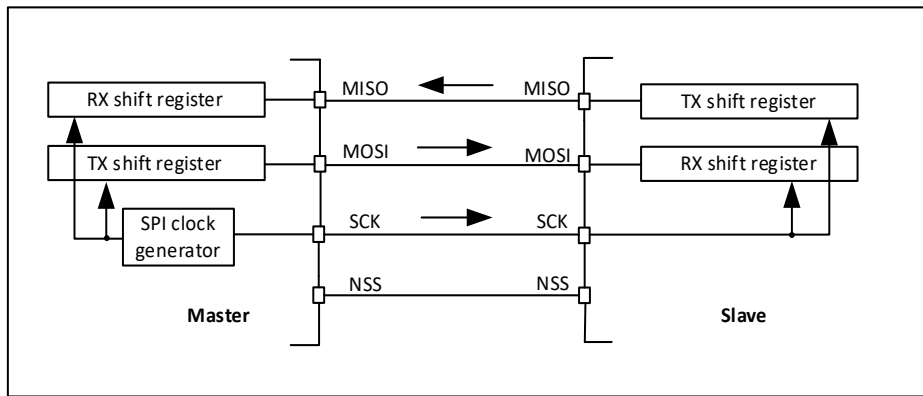 MISO MISO
RX shift register TX shift register
MOSI MOSI
TX shift register RX shift register
SPI clock
generator
SCK SCK
NSS NSS
Master Slave